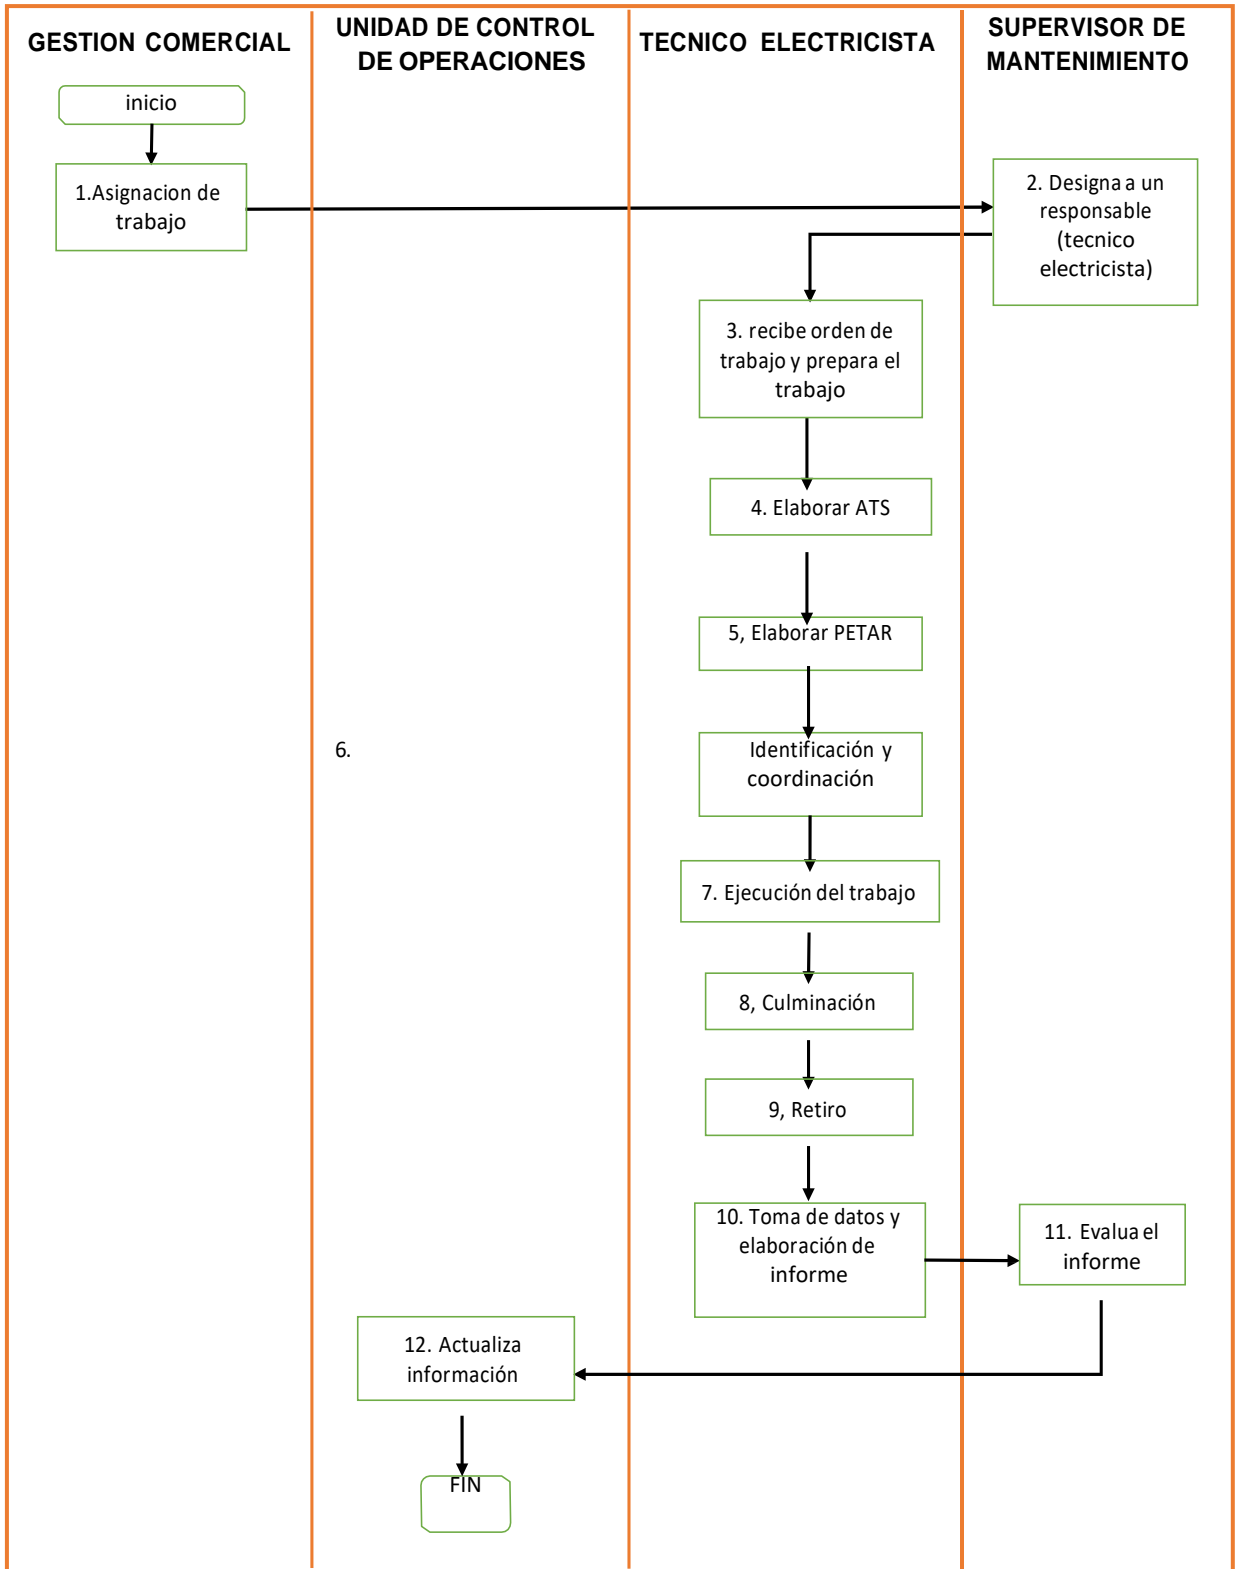 GESTION COMERCIAL
UNIDAD DE CONTROL
DE OPERACIONES
TECNICO ELECTRICISTA
SUPERVISOR DE
MANTENIMIENTO
inicio
1.Asignacion de
trabajo
2. Designa a un
responsable
(tecnico
electricista)
3. recibe orden de
trabajo y prepara el
trabajo
4. Elaborar ATS
5, Elaborar PETAR
6.
Identificación y
coordinación
7. Ejecución del trabajo
8, Culminación
9, Retiro
10. Toma de datos y
elaboración de
informe
11. Evalua el
informe
12. Actualiza
información
FIN